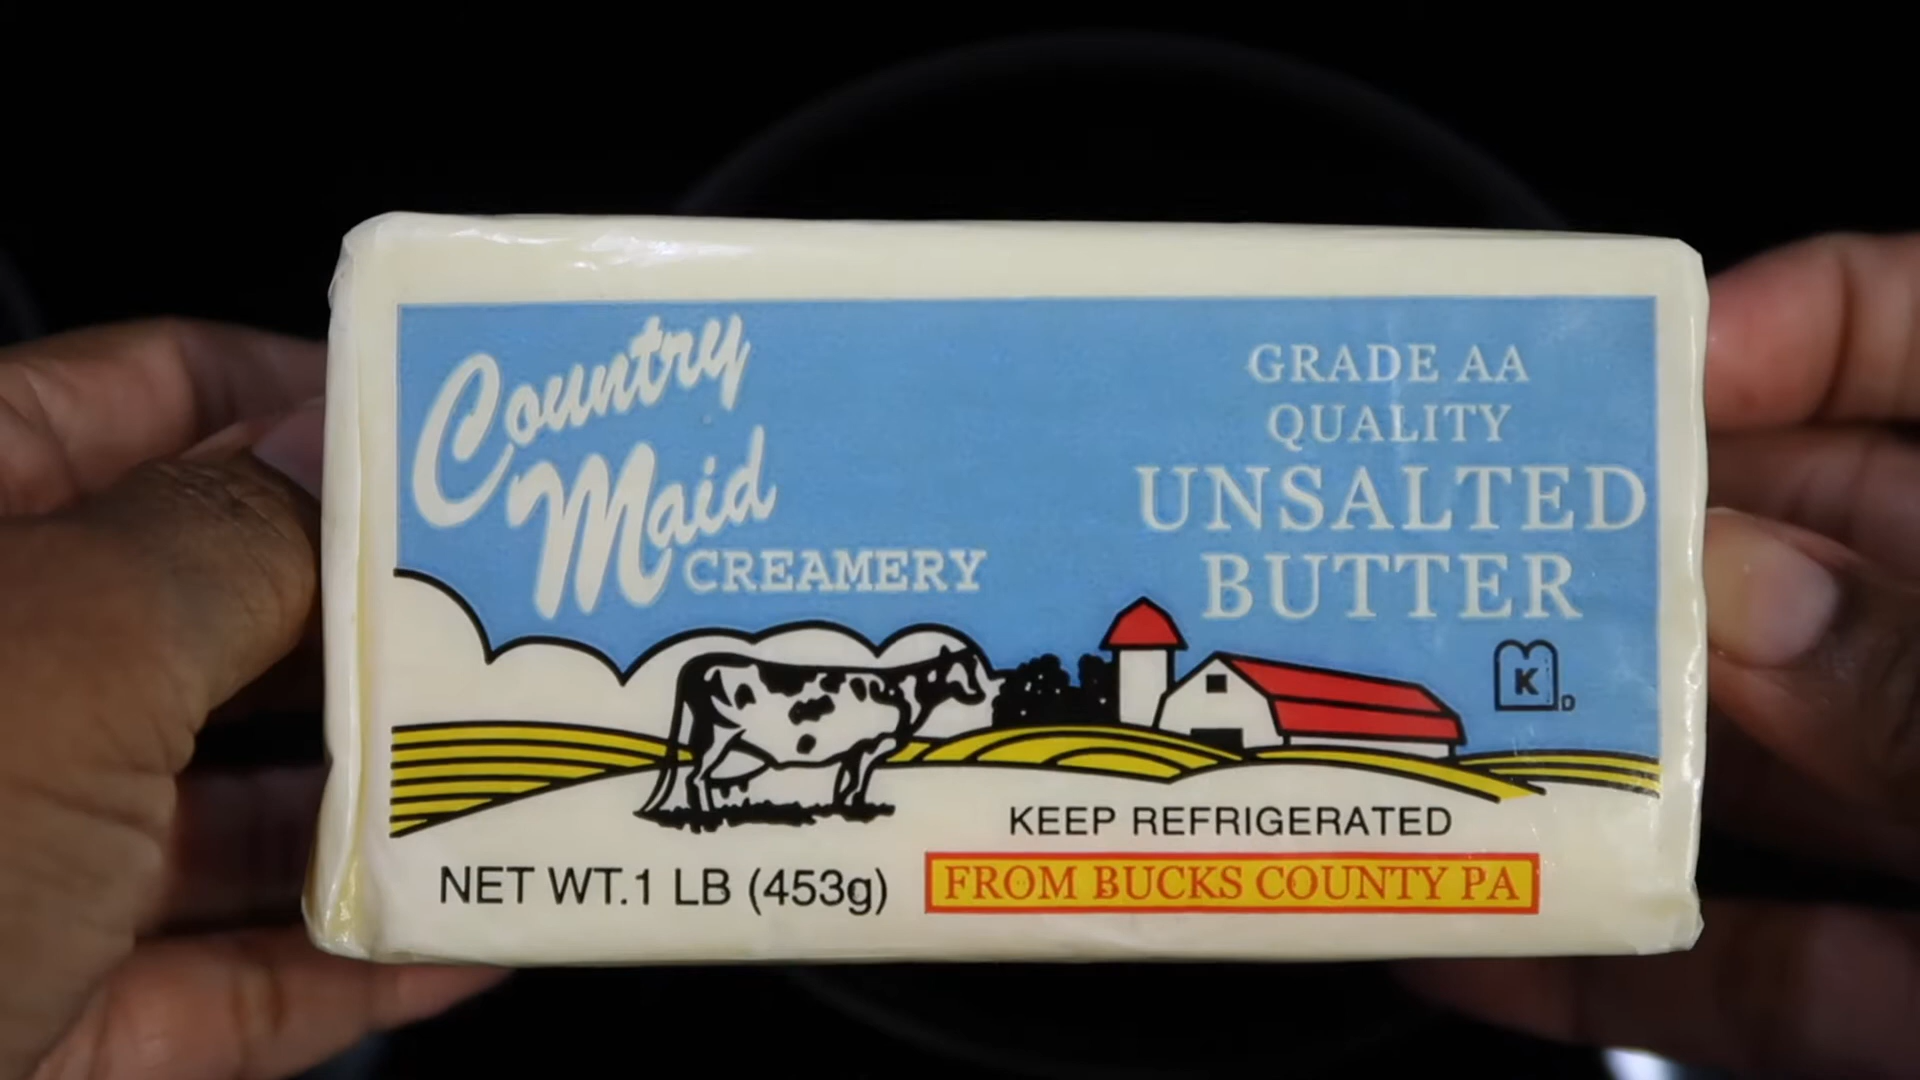 Country
Maid
CREAMERY
GRADE AA
QUALITY
UNSALTED
BUTTER
K
D
KEEP REFRIGERATED
NET WT.1 LB (453g)
FROM BUCKS COUNTY PA